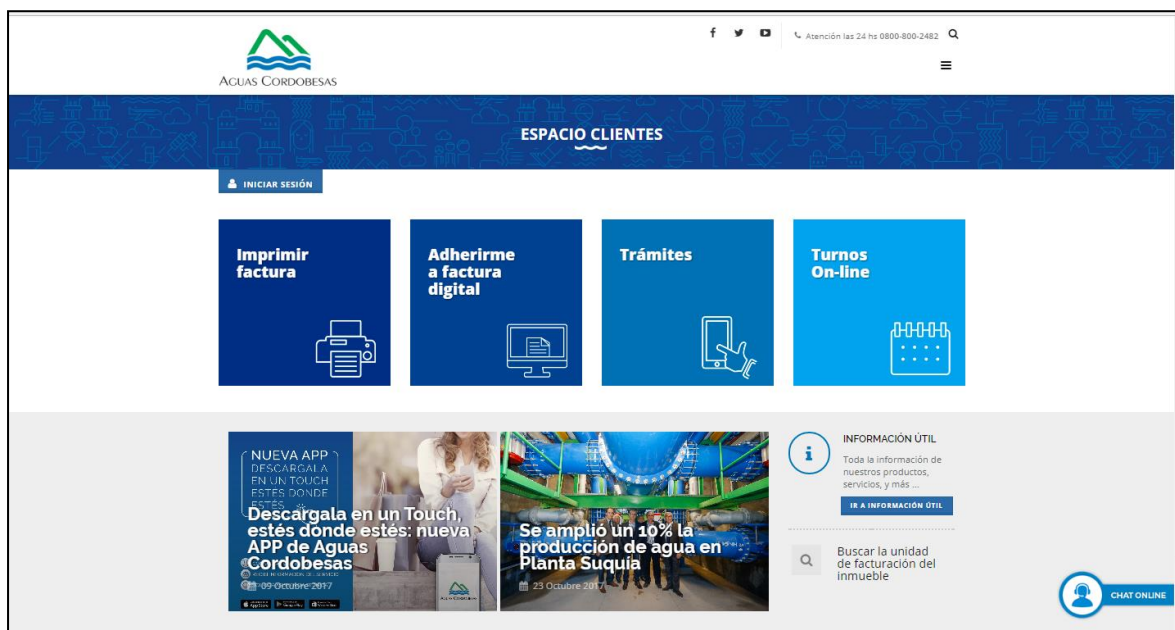 Atención las 24 hs 0800-800-2482
AGUAS CORDOBESAS
ESPACIO CLIENTES
INICIAR SESIÓN
Imprimir
factura
Adherirme
a factura
digital
Trámites
Turnos
On-line
NUEVA APP
DESCARGALA
EN UN TOUCH
ESTES DONDE
ESTÉS
Descárgala en un Touch,
estés donde estés: nueva
APP de Aguas
Cordobesas
09 Octubre 2017
AGUAS CORDOBESAS
Se amplió un 10% la
producción de agua en
Planta Suquía
23 Octubre 2017
i
INFORMACIÓN ÚTIL
Toda la información de
nuestros productos,
servicios, y más ...
IR A INFORMACIÓN ÚTIL
Buscar la unidad
de facturación del
inmueble
CHAT ONLINE